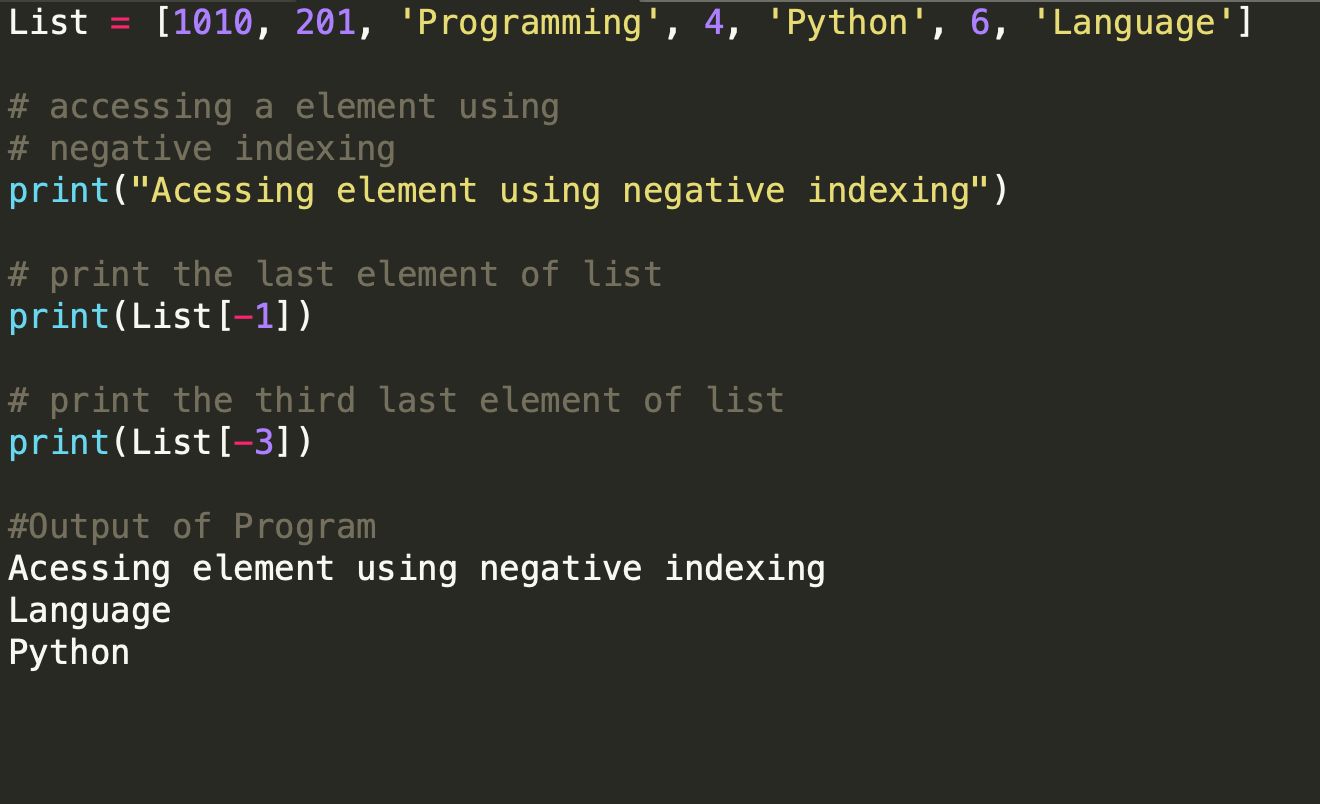 List = [1010, 201, 'Programming', 4, 'Python', 6, 'Language']
# accessing a element using
# negative indexing
print("Acessing element using negative indexing")
# print the last element of list
print(List[-1])
# print the third last element of list
print(List[-3])
#Output of Program
Acessing element using negative indexing
Language
Python